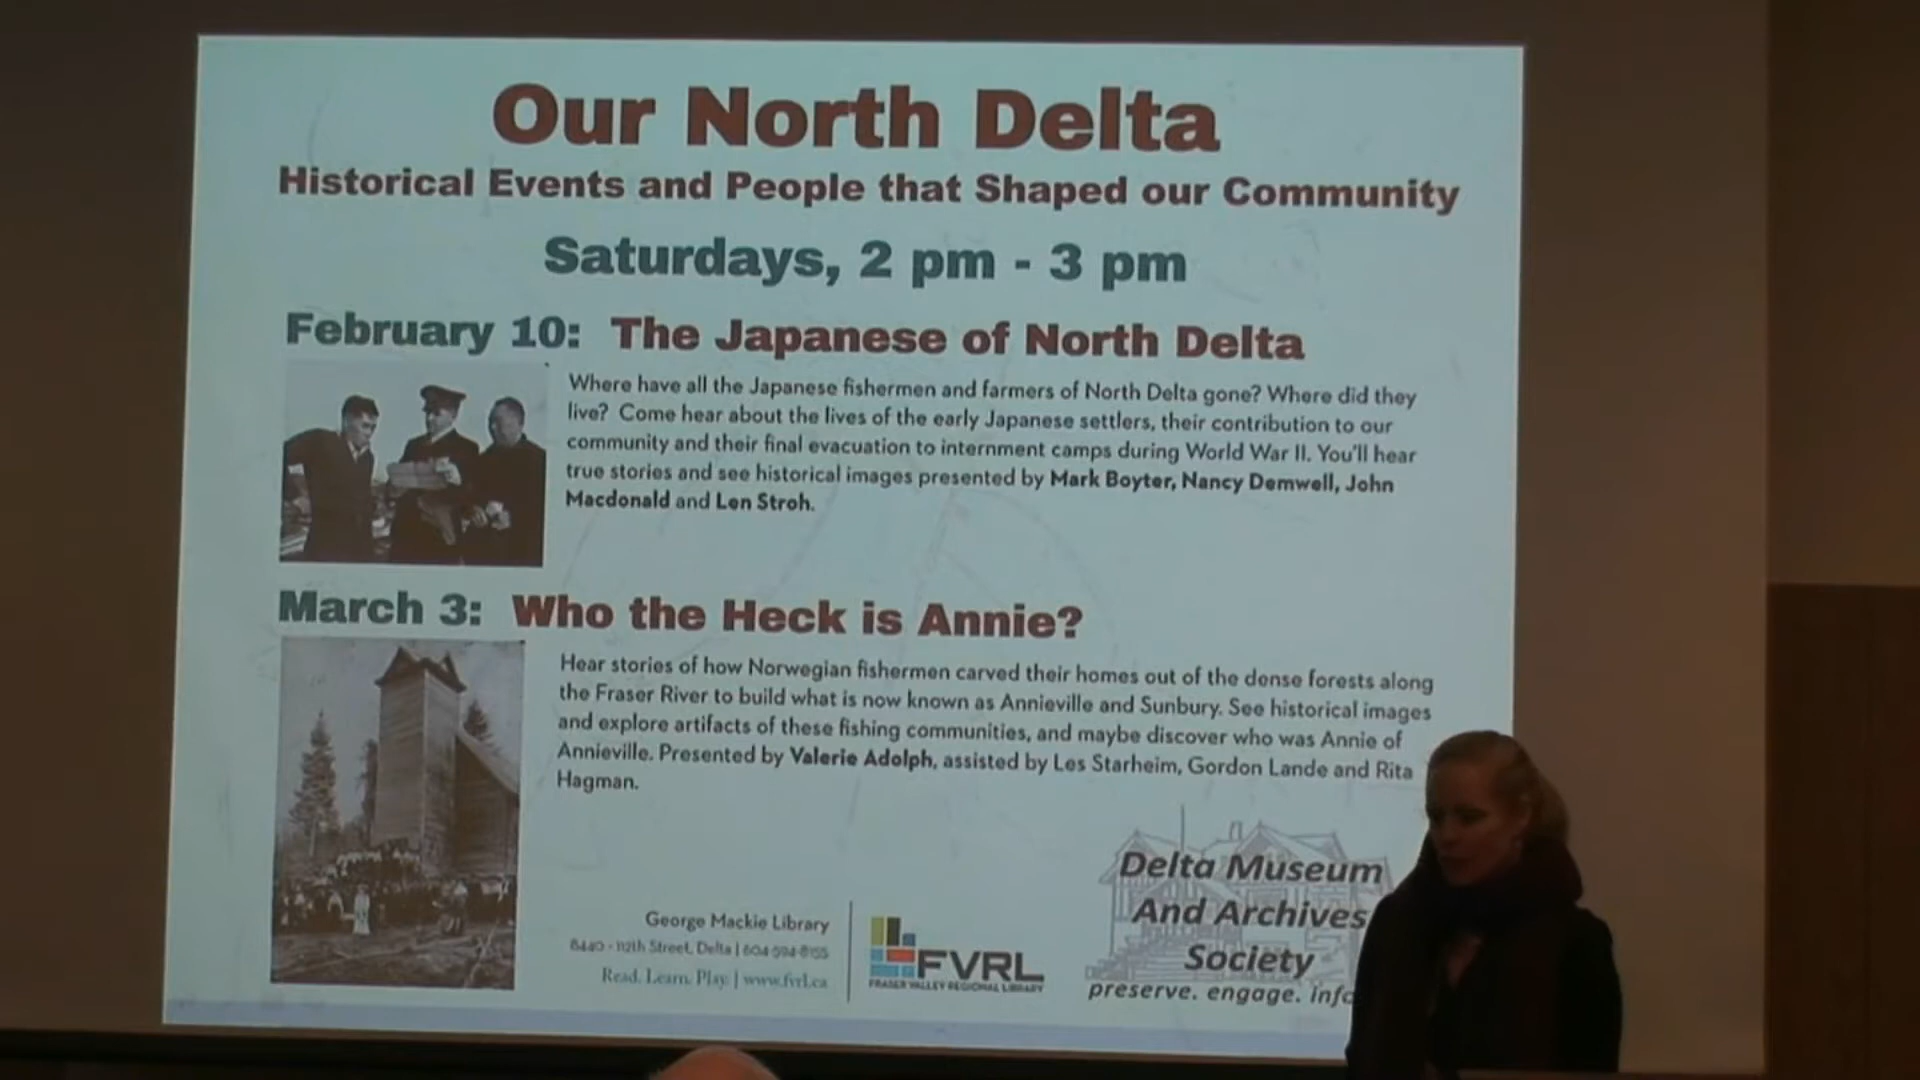 Our North Delta
Historical Events and People that Shaped our Community
Saturdays, 2 pm - 3 pm
February 10: The Japanese of North Delta
Where have all the Japanese fishermen and farmers of North Delta gone? Where did they
live? Come hear about the lives of the early Japanese settlers, their contribution to our
community and their final evacuation to internment camps during World War II. You'll hear
true stories and see historical images presented by Mark Boyter, Nancy Demwell, John
Macdonald and Len Stroh.
March 3: Who the Heck is Annie?
Hear stories of how Norwegian fishermen carved their homes out of the dense forests along
the Fraser River to build what is now known as Annieville and Sunbury. See historical images
and explore artifacts of these fishing communities, and maybe discover who was Annie of
Annieville. Presented by Valerie Adolph, assisted by Les Starheim, Gordon Lande and Rita
Hagman.
George Mackie Library
8440 - 112th Street, Delta | 604-594-8155
Read. Learn. Play. | www.fvrl.ca
FVRL
FRASER VALLEY REGIONAL LIBRARY
Delta Museum
And Archives
Society
preserve. engage.